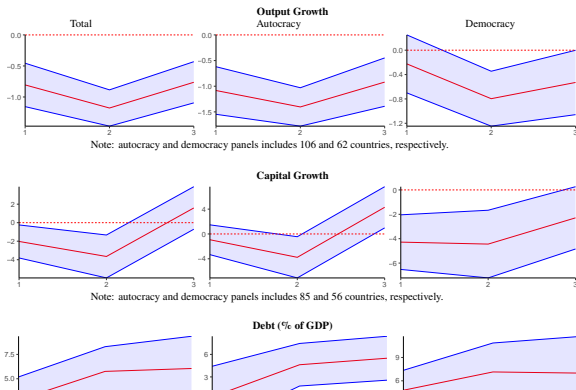 Output Growth
Total Autocracy Democracy
0.0
−0.5
−1.0
1 2 3
0.0
−0.5
−1.0
−1.5
1 2 3
0.0
−0.4
−0.8
−1.2
1 2 3
Note: autocracy and democracy panels includes 106 and 62 countries, respectively.
Capital Growth
2
0
−2
−4
1 2 3
4
0
−4
1 2 3
0
−2
−4
−6
1 2 3
Note: autocracy and democracy panels includes 85 and 56 countries, respectively.
Debt (% of GDP)
7.5
5.0
6
3
9
6